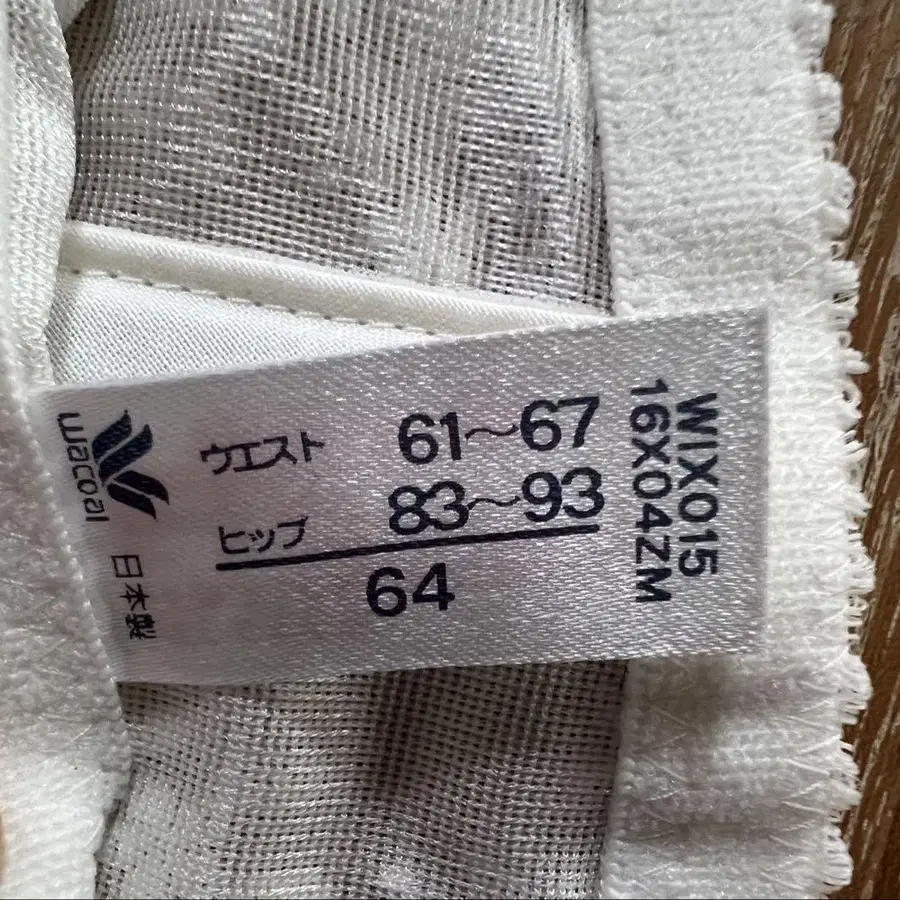 ウエスト 61〜67
ヒップ 83〜93
64
WIX015
16X04ZM
wacoal
日本製